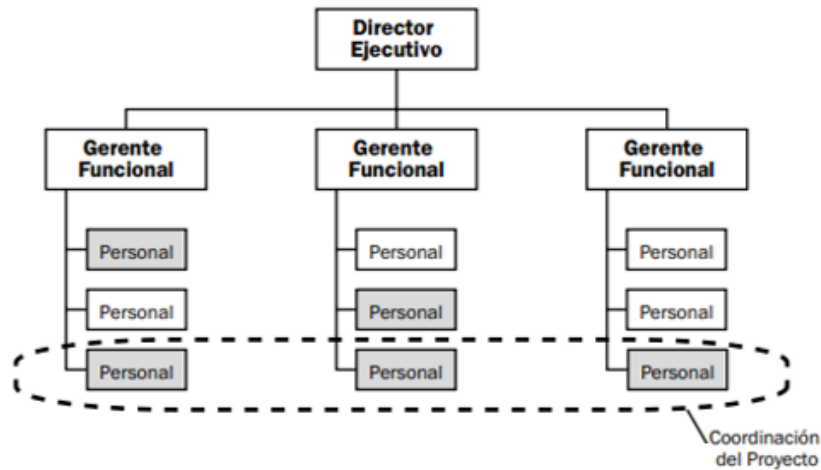 Director
Ejecutivo
Gerente
Funcional
Gerente
Funcional
Gerente
Funcional
Personal
Personal
Personal
Personal
Personal
Personal
Personal
Personal
Personal
Coordinación
del Proyecto